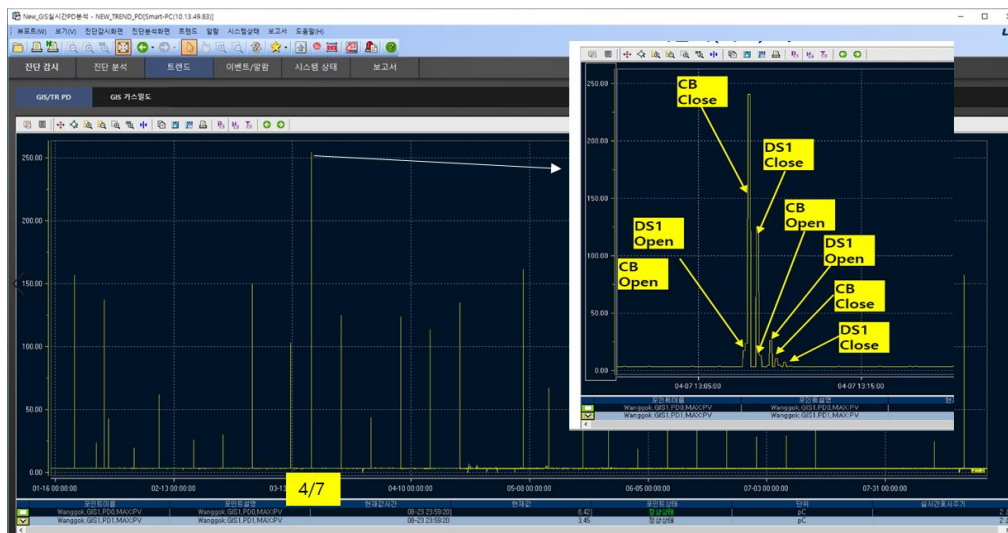 New_GIS실시간PD분석 - NEW_TREND_PD[Smart-PC(10.13.49.83)]
뷰포트(W) 보기(V) 진단감시화면 진단분석화면 트렌드 알람 시스템상태 보고서 도움말(H)
진단 감시 진단 분석 트렌드 이벤트/알람 시스템 상태 보고서
GIS/TR PD GIS 가스밀도
250.00
200.00
150.00
100.00
50.00
0.00
01-16 00:00:00 02-13 00:00:00 03-13 04-10 00:00:00 05-08 00:00:00 06-05 00:00:00 07-03 00:00:00 07-31 00:00:00
4/7
포인트이름 포인트설명 현재값시간 현재값 포인트상태 단위 실시간표시주기
Wanggok,GIS1,PD0,MAX:PV Wanggok,GIS1,PD0,MAX:PV 08-23 23:59:20 8,42 정상상태 pC
Wanggok,GIS1,PD1,MAX:PV Wanggok,GIS1,PD1,MAX:PV 08-23 23:59:20 3,45 정상상태 pC
250.00
200.00
150.00
100.00
50.00
0.00
CB
Close
DS1
Close
CB
Open
DS1
Open
DS1
Open
CB
Open
CB
Close
DS1
Close
04-07 13:05:00 04-07 13:15:00
포인트이름 포인트설명
Wanggok,GIS1,PD0,MAX:PV Wanggok,GIS1,PD0,MAX:PV
Wanggok,GIS1,PD1,MAX:PV Wanggok,GIS1,PD1,MAX:PV